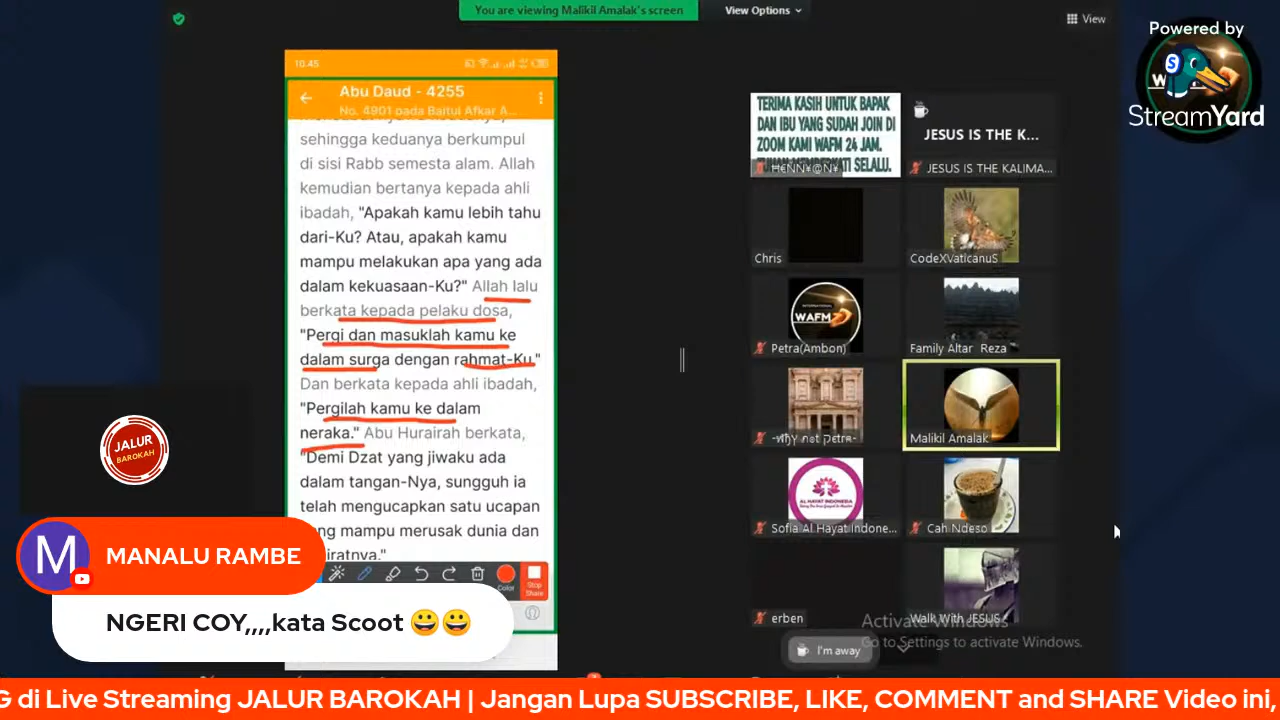 You are viewing Malikil Amalak's screen
View Options
View
Powered by
StreamYard
10.45
Abu Daud - 4255
No. 4901 pada Baitul Afkar A...
sehingga keduanya berkumpul
di sisi Rabb semesta alam. Allah
kemudian bertanya kepada ahli
ibadah, "Apakah kamu lebih tahu
dari-Ku? Atau, apakah kamu
mampu melakukan apa yang ada
dalam kekuasaan-Ku?" Allah lalu
berkata kepada pelaku dosa,
"Pergi dan masuklah kamu ke
dalam surga dengan rahmat-Ku."
Dan berkata kepada ahli ibadah,
"Pergilah kamu ke dalam
neraka." Abu Hurairah berkata,
"Demi Dzat yang jiwaku ada
dalam tangan-Nya, sungguh ia
telah mengucapkan satu ucapan
yang mampu merusak dunia dan
Color
Stop
Share
TERIMA KASIH UNTUK BAPAK
DAN IBU YANG SUDAH JOIN DI
ZOOM KAMI WAFM 24 JAM.
TUHAN MEMBERKATI SELALU.
JESUS IS THE K...
JESUS IS THE KALIMA...
Chris
CodeXVaticanuS
WAFM
Petra(Ambon)
Family Altar Reza
-why not petra-
Malikil Amalak
AL HAYAT INDONESIA
Sofia Al Hayat Indone...
Cah Ndeso
erben
Walk With JESUS
Activate Windows
Go to Settings to activate Windows.
I'm away
JALUR
BAROKAH
M
MANALU RAMBE
NGERI COY,,,,kata Scoot 😀😀
G di Live Streaming JALUR BAROKAH | Jangan Lupa SUBSCRIBE, LIKE, COMMENT and SHARE Video ini,